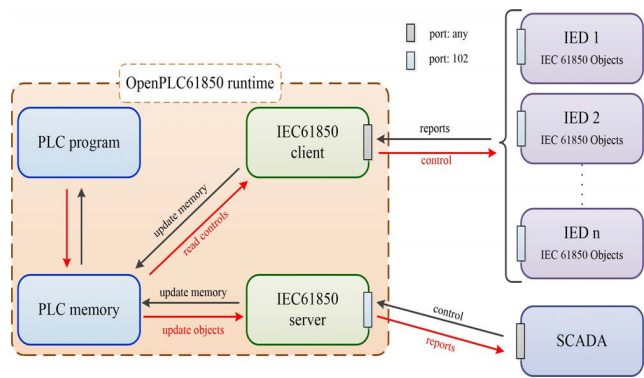 port: any
port: 102
OpenPLC61850 runtime
PLC program
IEC61850
client
update memory
read controls
PLC memory
update memory
update objects
IEC61850
server
reports
control
control
reports
IED 1
IEC 61850 Objects
IED 2
IEC 61850 Objects
IED n
IEC 61850 Objects
SCADA